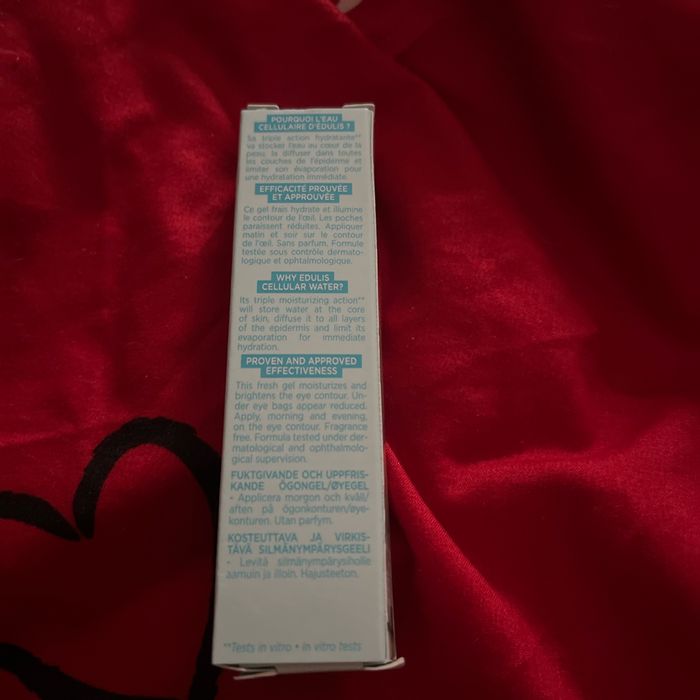 POURQUOI L'EAU
CELLULAIRE D'ÉDULIS ?
Sa triple action hydratante**
va stocker l'eau au cœur de la
peau, la diffuser dans toutes
les couches de l'épiderme et
limiter son évaporation pour
une hydratation immédiate.
EFFICACITÉ PROUVÉE
ET APPROUVÉE
Ce gel frais hydrate et illumine
le contour de l'œil. Les poches
paraissent réduites. Appliquer
matin et soir sur le contour
de l'œil. Sans parfum. Formule
testée sous contrôle dermato-
logique et ophtalmologique.
WHY EDULIS
CELLULAR WATER?
Its triple moisturizing action**
will store water at the core
of skin, diffuse it to all layers
of the epidermis and limit its
evaporation for immediate
hydration.
PROVEN AND APPROVED
EFFECTIVENESS
This fresh gel moisturizes and
brightens the eye contour. Un-
der eye bags appear reduced.
Apply, morning and evening,
on the eye contour. Fragrance
free. Formula tested under der-
matological and ophthalmolo-
gical supervision.
FUKTGIVANDE OCH UPPFRIS-
KANDE ÖGONGEL/ØYEGEL
- Applicera morgon och kväll/
aften på ögonkonturen/øye-
konturen. Utan parfym.
KOSTEUTTAVA JA VIRKIS-
TÄVÄ SILMÄNYMPÄRYSGEELI
- Levitä silmänympärysiholle
aamuin ja illoin. Hajusteeton.
**Tests in vitro • in vitro tests